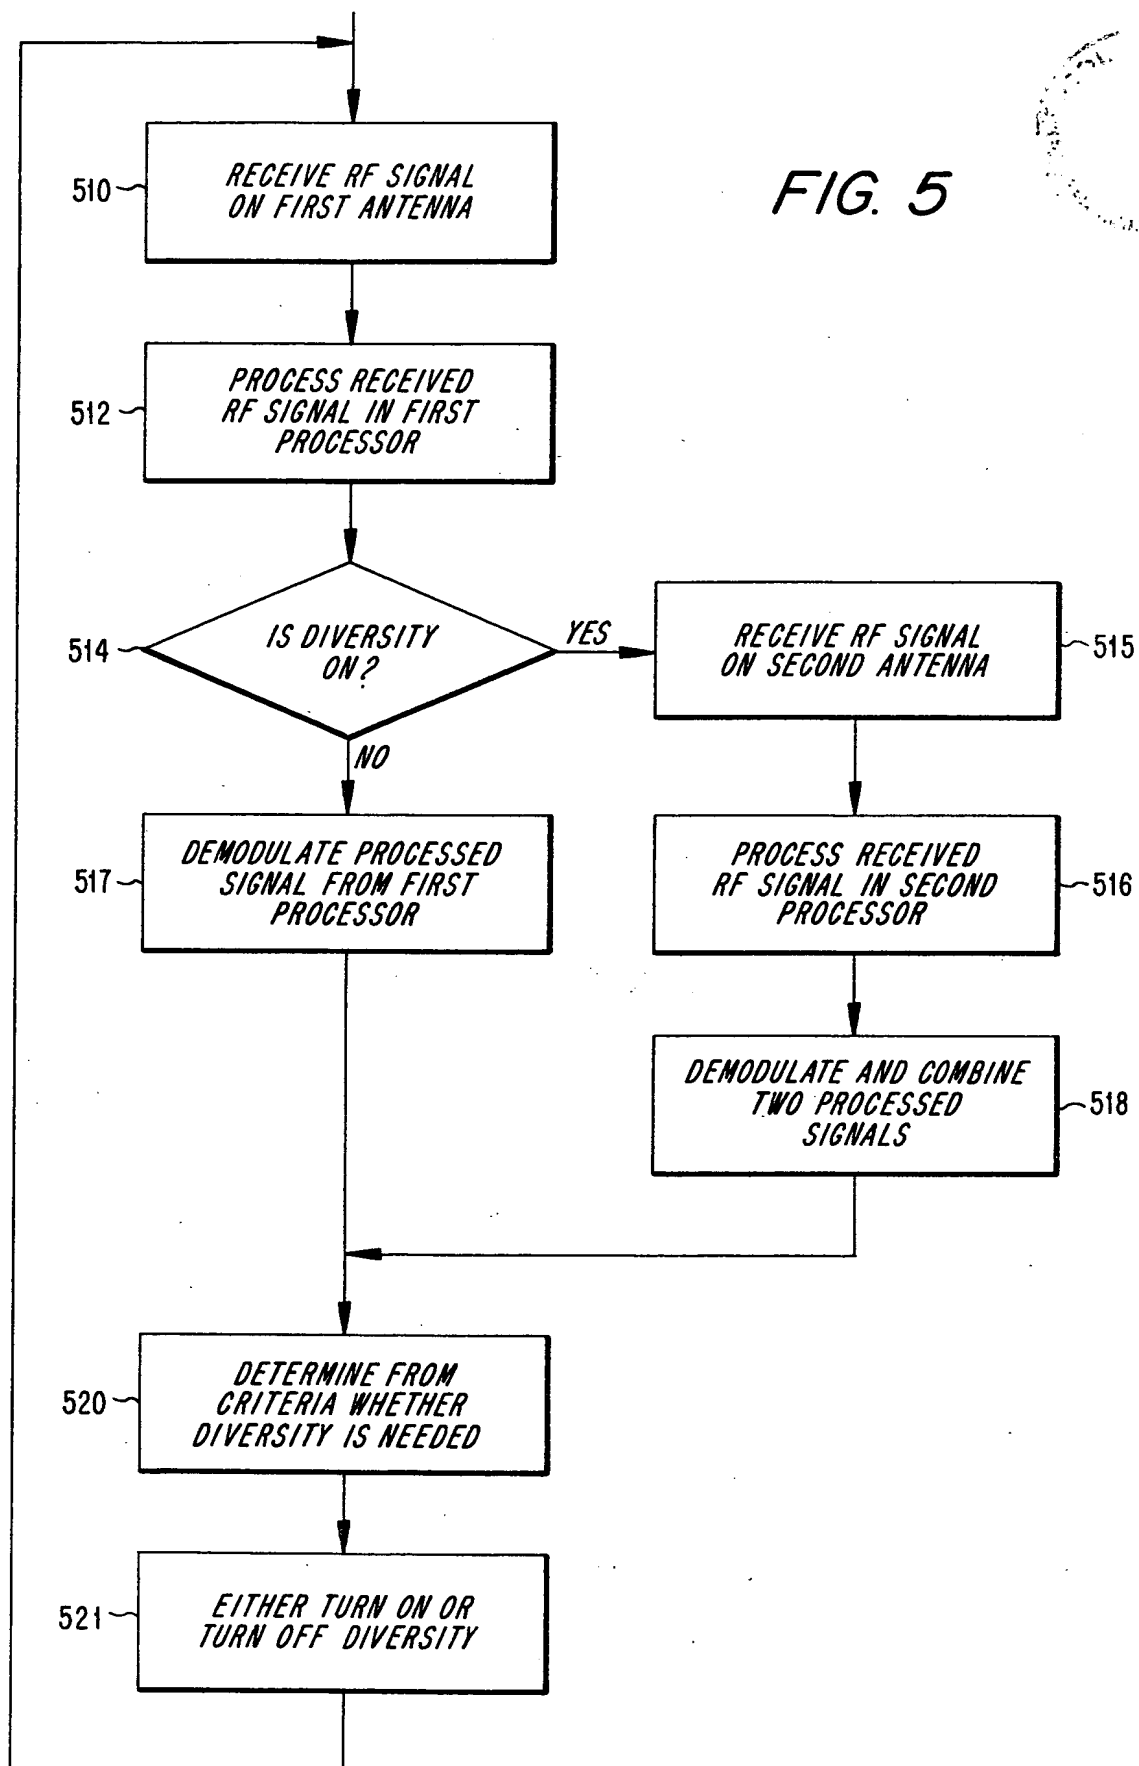 FIG. 5
510
RECEIVE RF SIGNAL
ON FIRST ANTENNA
512
PROCESS RECEIVED
RF SIGNAL IN FIRST
PROCESSOR
514
IS DIVERSITY
ON?
YES
NO
RECEIVE RF SIGNAL
ON SECOND ANTENNA
515
517
DEMODULATE PROCESSED
SIGNAL FROM FIRST
PROCESSOR
PROCESS RECEIVED
RF SIGNAL IN SECOND
PROCESSOR
516
DEMODULATE AND COMBINE
TWO PROCESSED
SIGNALS
518
520
DETERMINE FROM
CRITERIA WHETHER
DIVERSITY IS NEEDED
521
EITHER TURN ON OR
TURN OFF DIVERSITY